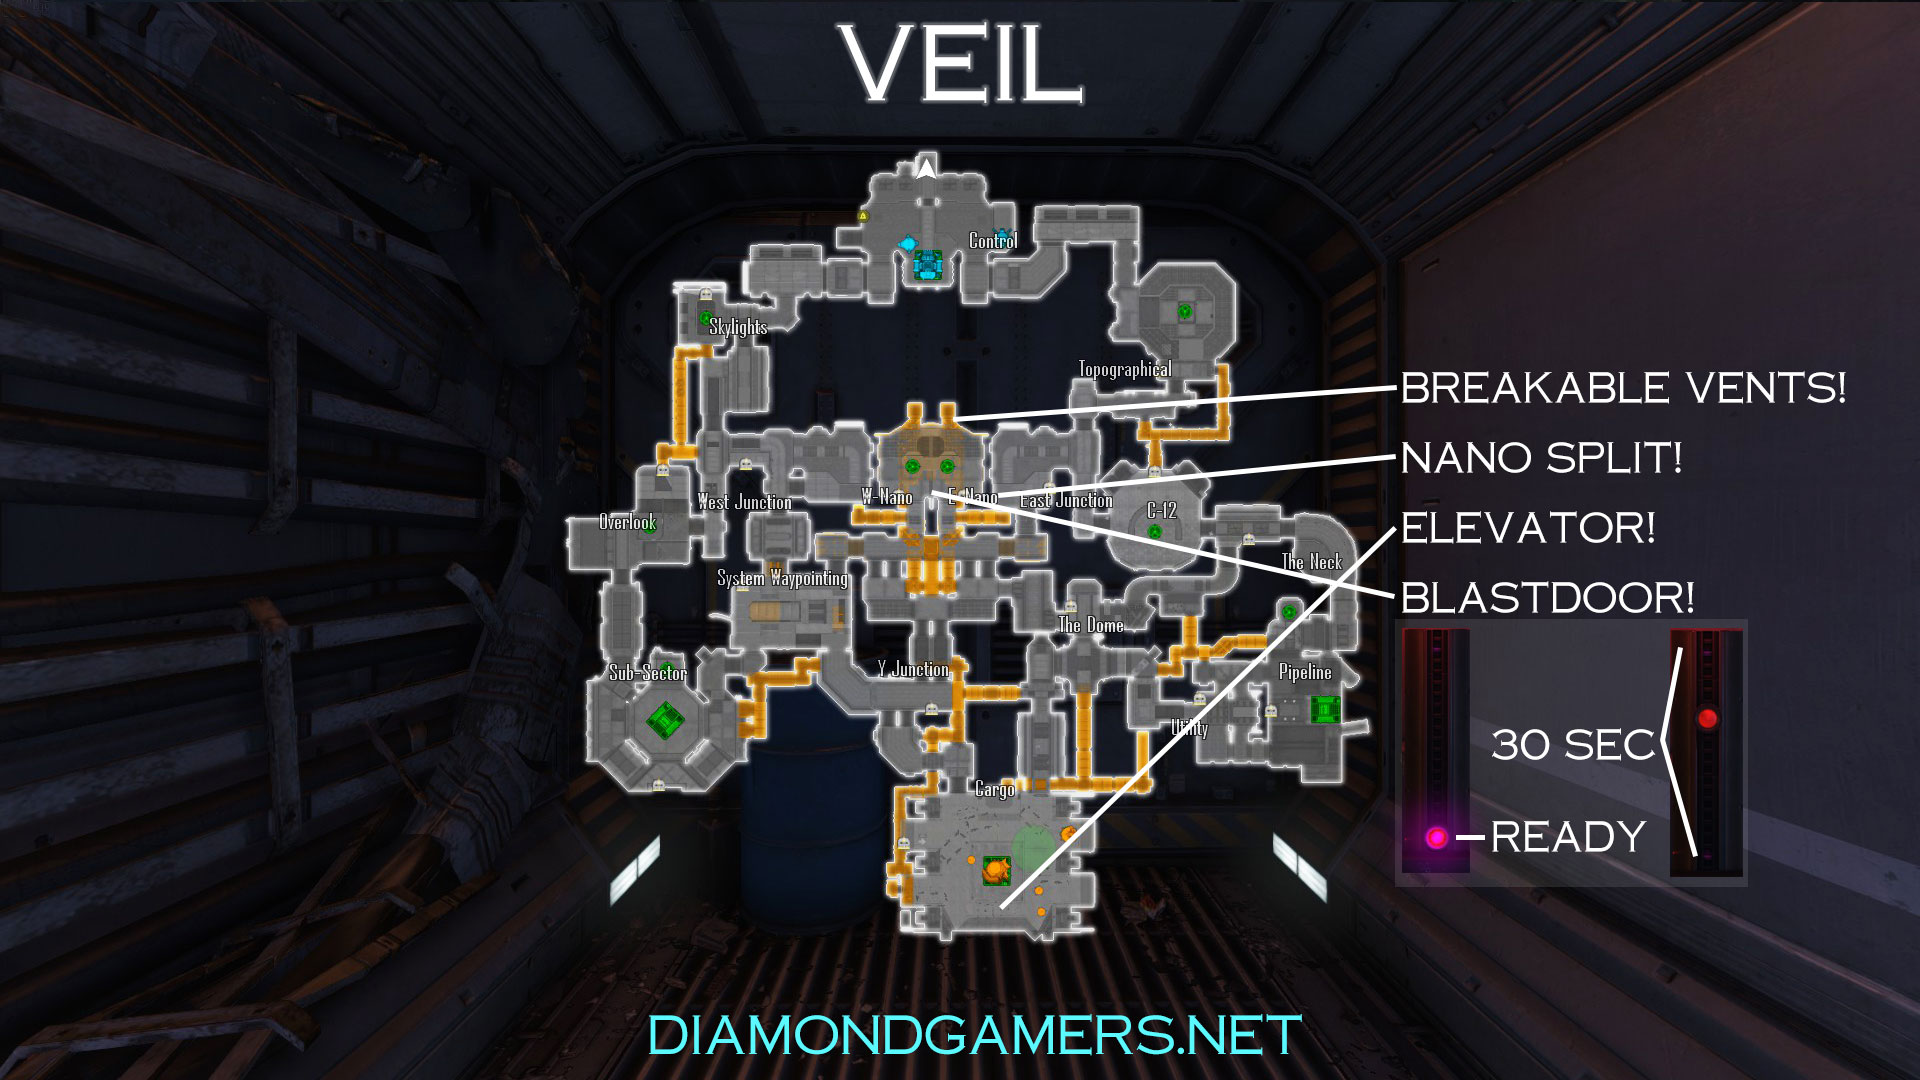 VEIL
Control
Skylights
Topographical
BREAKABLE VENTS!
NANO SPLIT!
W-Nano
E-Nano
West Junction
East Junction
C-12
Overlook
ELEVATOR!
The Neck
System Waypointing
BLASTDOOR!
The Dome
Y Junction
Sub-Sector
Pipeline
Utility
30 SEC
Cargo
READY
DIAMONDGAMERS.NET